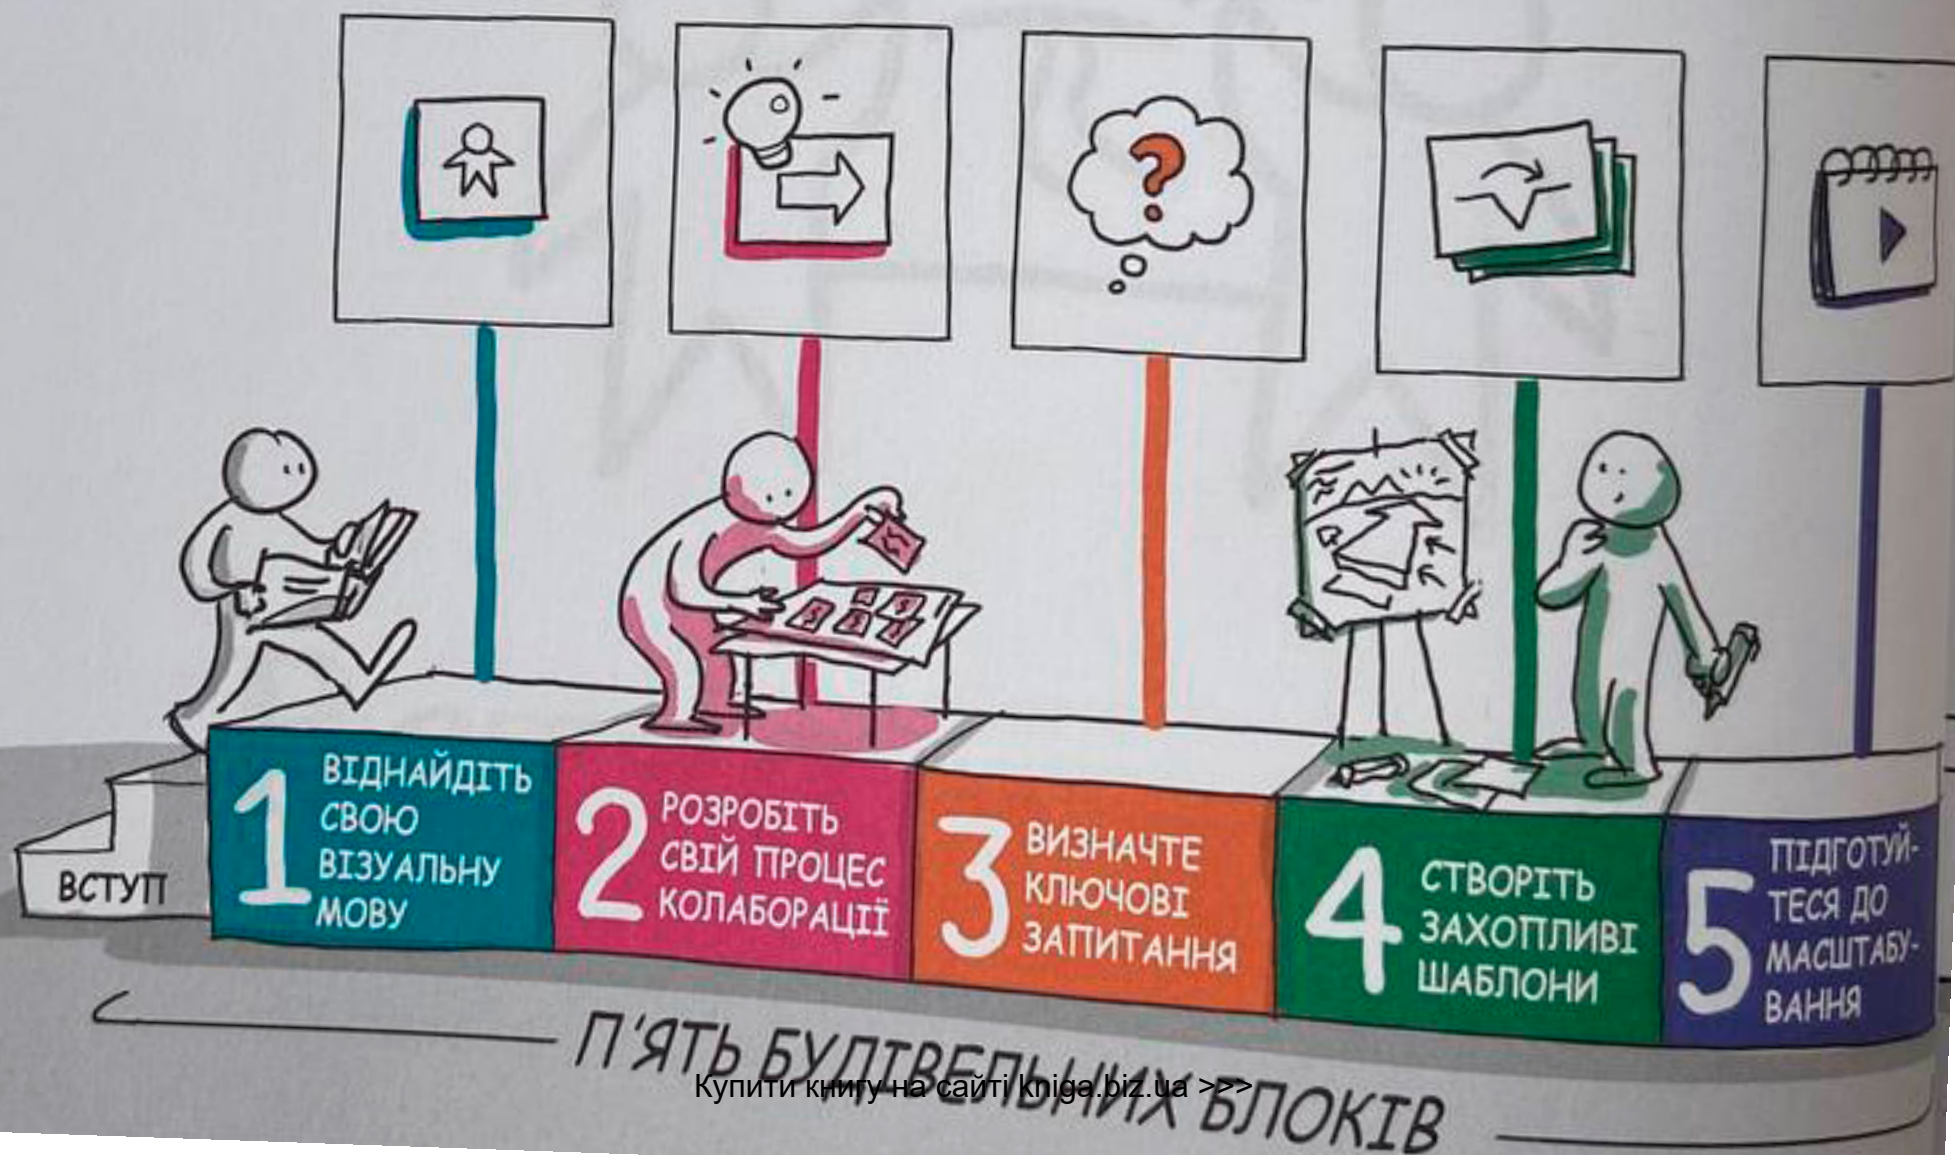 ВСТУП
1
ВІДНАЙДІТЬ
СВОЮ
ВІЗУАЛЬНУ
МОВУ
2
РОЗРОБІТЬ
СВІЙ ПРОЦЕС
КОЛАБОРАЦІЇ
3
ВИЗНАЧТЕ
КЛЮЧОВІ
ЗАПИТАННЯ
4
СТВОРІТЬ
ЗАХОПЛИВІ
ШАБЛОНИ
5
ПІДГОТУЙ-
ТЕСЯ ДО
МАСШТАБУ-
ВАННЯ
?
П'ЯТЬ БУДІВЕЛЬНИХ БЛОКІВ
Купити книгу на сайті kniga.biz.ua >>>